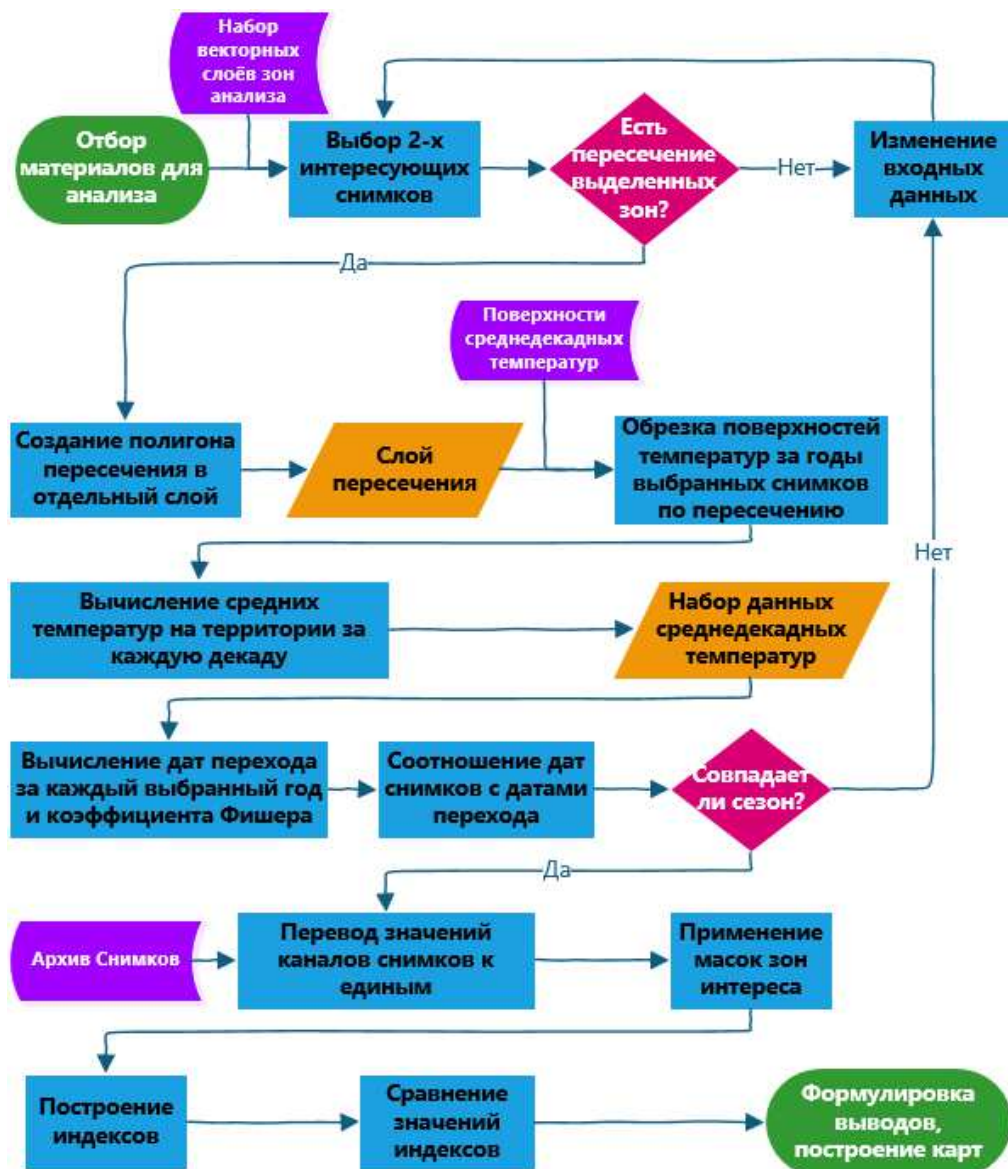 Набор
векторных
слоёв зон
анализа
Отбор
материалов для
анализа
Выбор 2-х
интересующих
снимков
Есть
пересечение
выделенных
зон?
Нет
Изменение
входных
данных
Да
Поверхности
среднедекадных
температур
Создание полигона
пересечения в
отдельный слой
Слой
пересечения
Обрезка поверхностей
температур за годы
выбранных снимков
по пересечению
Нет
Вычисление средних
температур на территории за
каждую декаду
Набор данных
среднедекадных
температур
Вычисление дат перехода
за каждый выбранный год
и коэффициента Фишера
Соотношение дат
снимков с датами
перехода
Совпадает
ли сезон?
Да
Архив Снимков
Перевод значений
каналов снимков к
единым
Применение
масок зон
интереса
Построение
индексов
Сравнение
значений
индексов
Формулировка
выводов,
построение карт